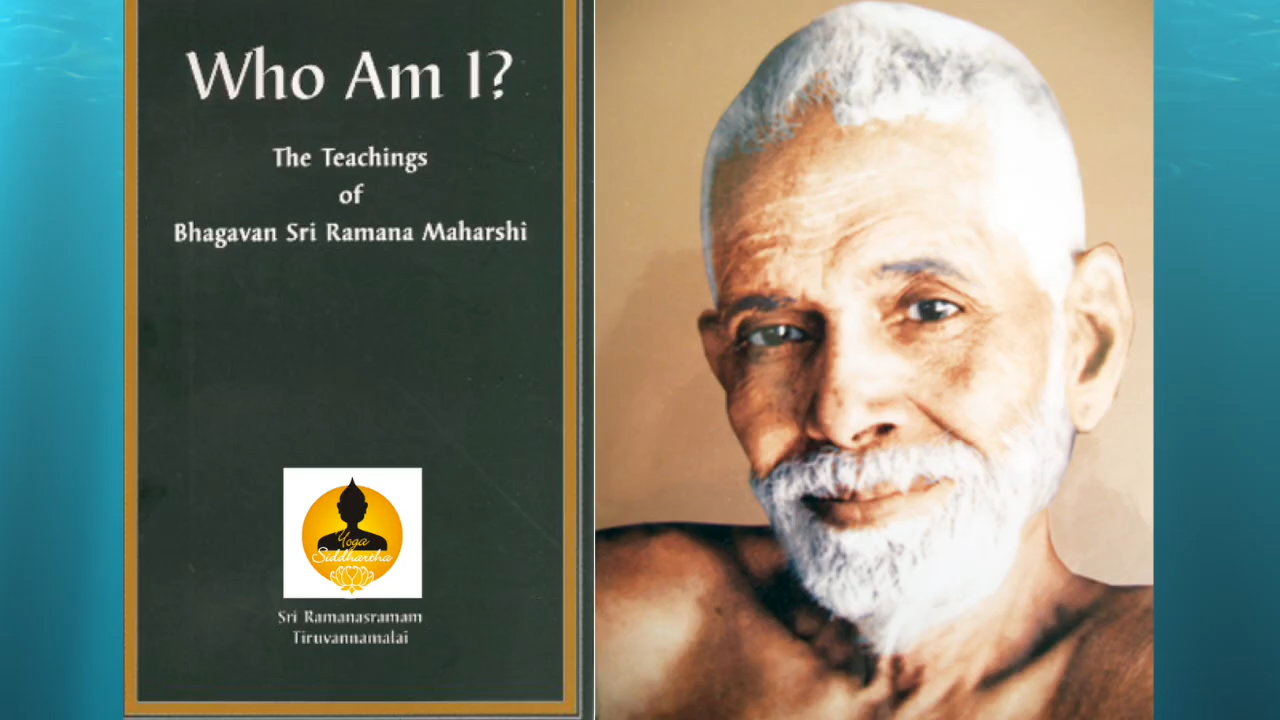 Who Am I?
The Teachings
of
Bhagavan Sri Ramana Maharshi
Yoga
Siddhartha
Sri Ramanasramam
Tiruvannamalai